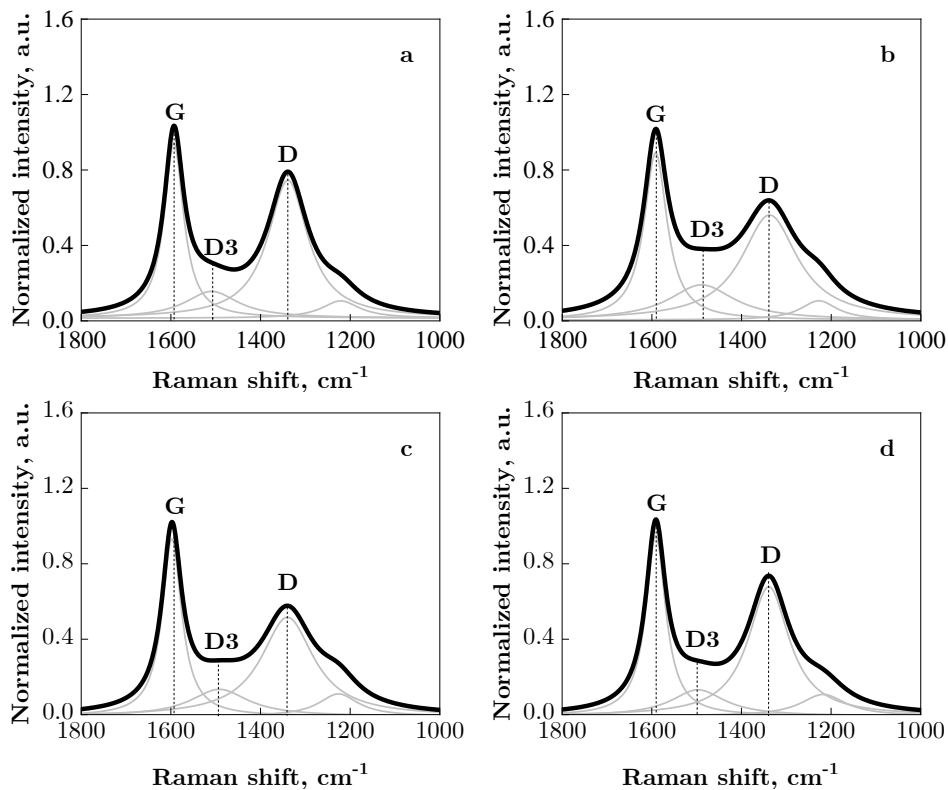 Normalized intensity, a.u.
1.6
1.2
0.8
0.4
0.0
a
G
D3
D
1800 1600 1400 1200 1000
Raman shift, cm-1
Normalized intensity, a.u.
1.6
1.2
0.8
0.4
0.0
b
G
D3
D
1800 1600 1400 1200 1000
Raman shift, cm-1
Normalized intensity, a.u.
1.6
1.2
0.8
0.4
0.0
c
G
D3
D
1800 1600 1400 1200 1000
Raman shift, cm-1
Normalized intensity, a.u.
1.6
1.2
0.8
0.4
0.0
d
G
D3
D
1800 1600 1400 1200 1000
Raman shift, cm-1